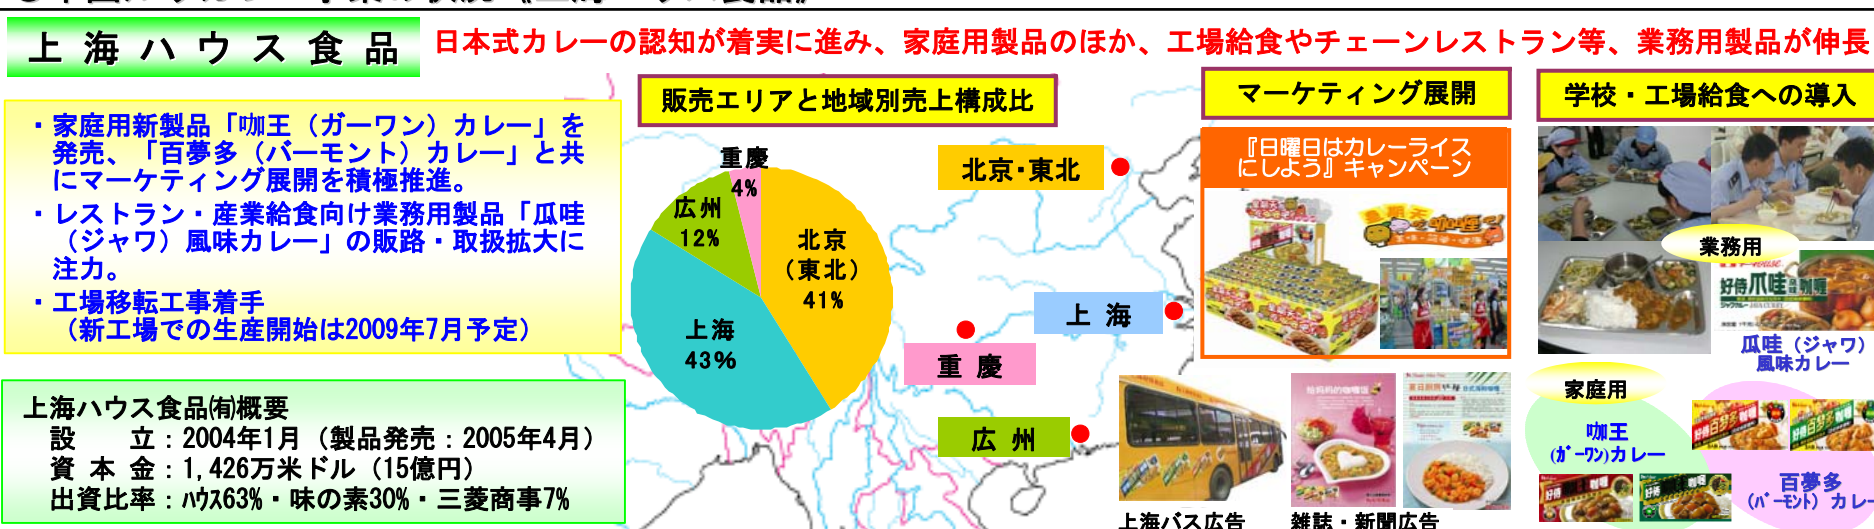 上海ハウス食品
日本式カレーの認知が着実に進み、家庭用製品のほか、工場給食やチェーンレストラン等、業務用製品が伸長
・家庭用新製品「咖王（ガーワン）カレー」を
発売、「百夢多（バーモント）カレー」と共
にマーケティング展開を積極推進。
・レストラン・産業給食向け業務用製品「瓜哇
（ジャワ）風味カレー」の販路・取扱拡大に
注力。
・工場移転工事着手
（新工場での生産開始は2009年7月予定）
上海ハウス食品㈲概要
設　　立：2004年1月（製品発売：2005年4月）
資 本 金：1,426万米ドル（15億円）
出資比率：ﾊｳｽ63%・味の素30%・三菱商事7%
販売エリアと地域別売上構成比
重慶
4%
広州
12%
北京
（東北）
41%
上海
43%
北京・東北
上 海
重 慶
広 州
マーケティング展開
『日曜日はカレーライス
にしよう』キャンペーン
上海バス広告
雑誌・新聞広告
学校・工場給食への導入
業務用
好侍瓜哇咖喱
瓜哇（ジャワ）
風味カレー
家庭用
咖王
(ｶﾞｰﾜﾝ)カレー
好侍百夢多咖喱
百夢多
(ﾊﾞｰﾓﾝﾄ)カレー